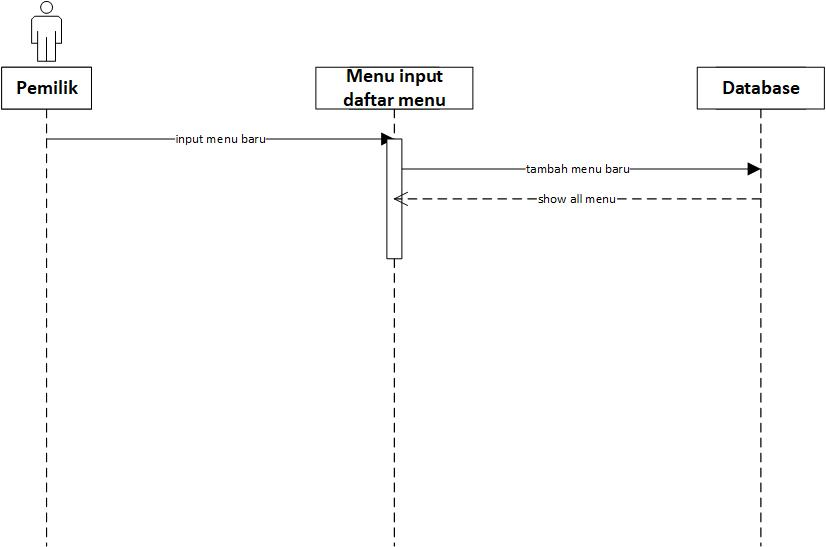 Pemilik
Menu input
daftar menu
Database
input menu baru
tambah menu baru
show all menu